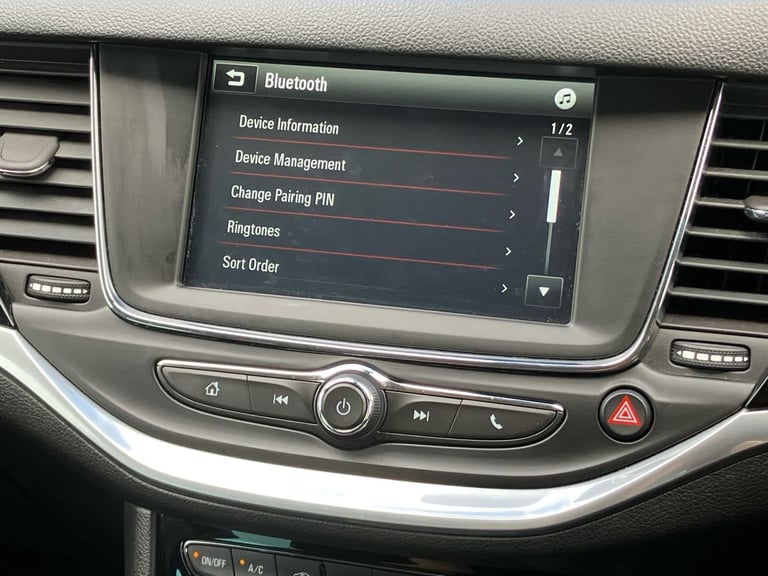 Bluetooth
1/2
Device Information
Device Management
Change Pairing PIN
Ringtones
Sort Order
ON/OFF
A/C